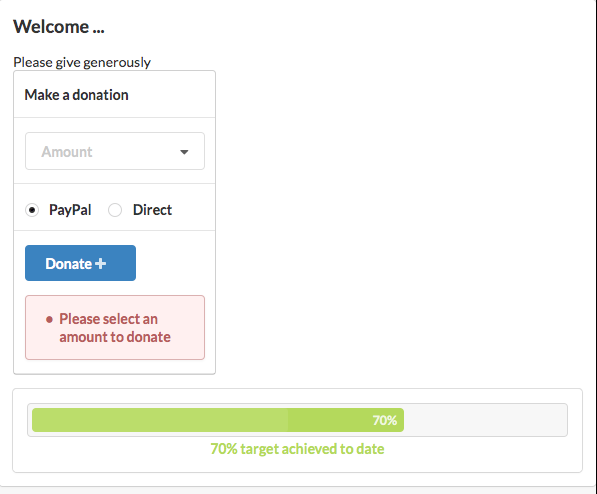 Welcome ...
Please give generously
Make a donation
Amount
PayPal Direct
Donate +
Please select an
amount to donate
70%
70% target achieved to date